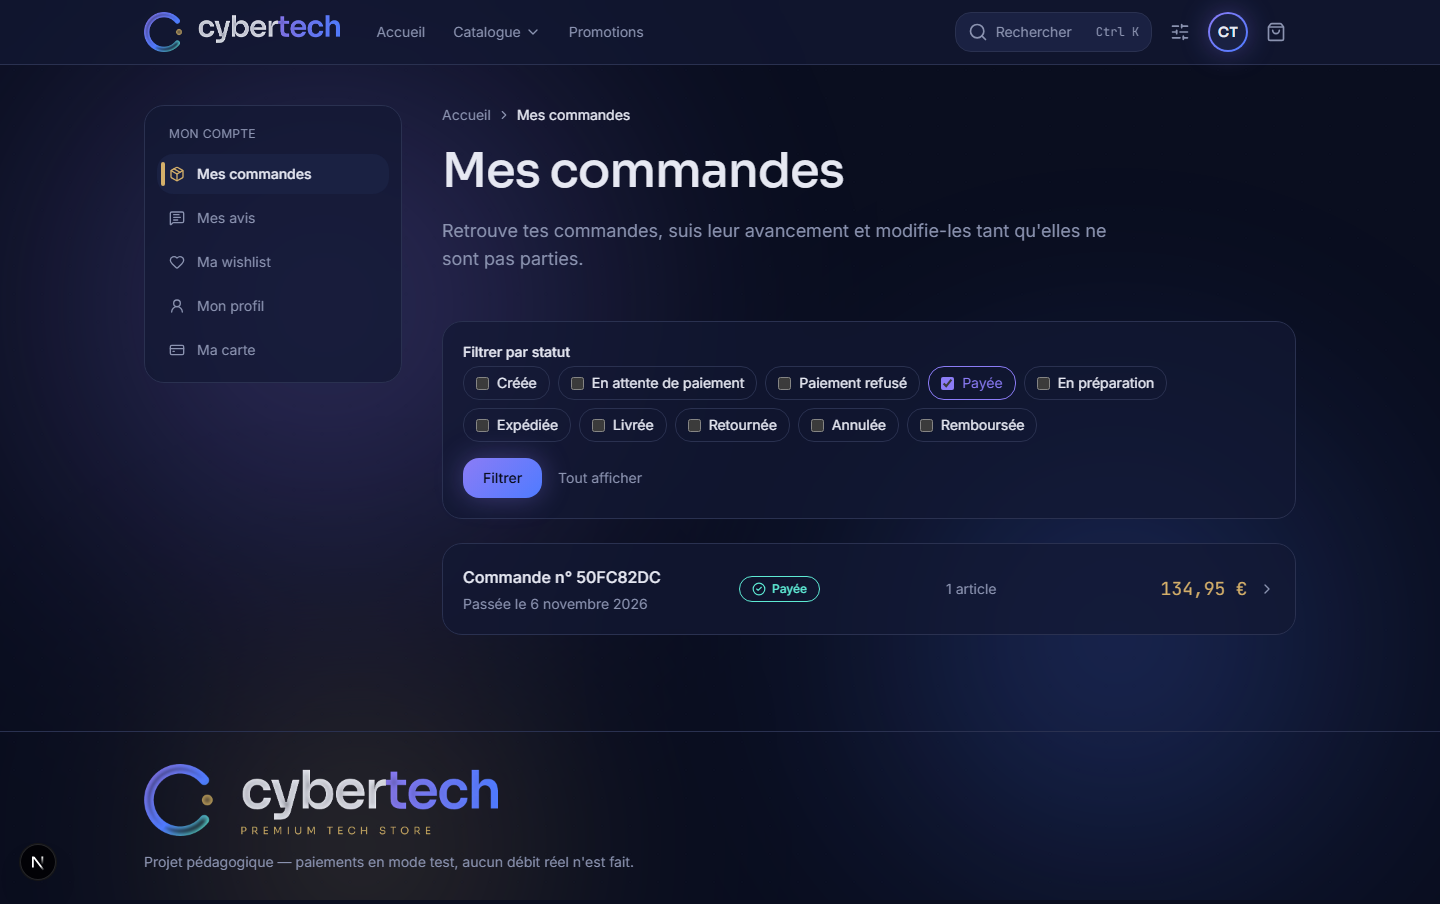 cybertech
Accueil
Catalogue
Promotions
Rechercher
Ctrl K
CT
MON COMPTE
Mes commandes
Mes avis
Ma wishlist
Mon profil
Ma carte
Accueil > Mes commandes
Mes commandes
Retrouve tes commandes, suis leur avancement et modifie-les tant qu'elles ne
sont pas parties.
Filtrer par statut
Créée
En attente de paiement
Paiement refusé
Payée
En préparation
Expédiée
Livrée
Retournée
Annulée
Remboursée
Filtrer
Tout afficher
Commande n° 50FC82DC
Passée le 6 novembre 2026
Payée
1 article
134,95 €
cybertech
PREMIUM TECH STORE
Projet pédagogique — paiements en mode test, aucun débit réel n'est fait.
N